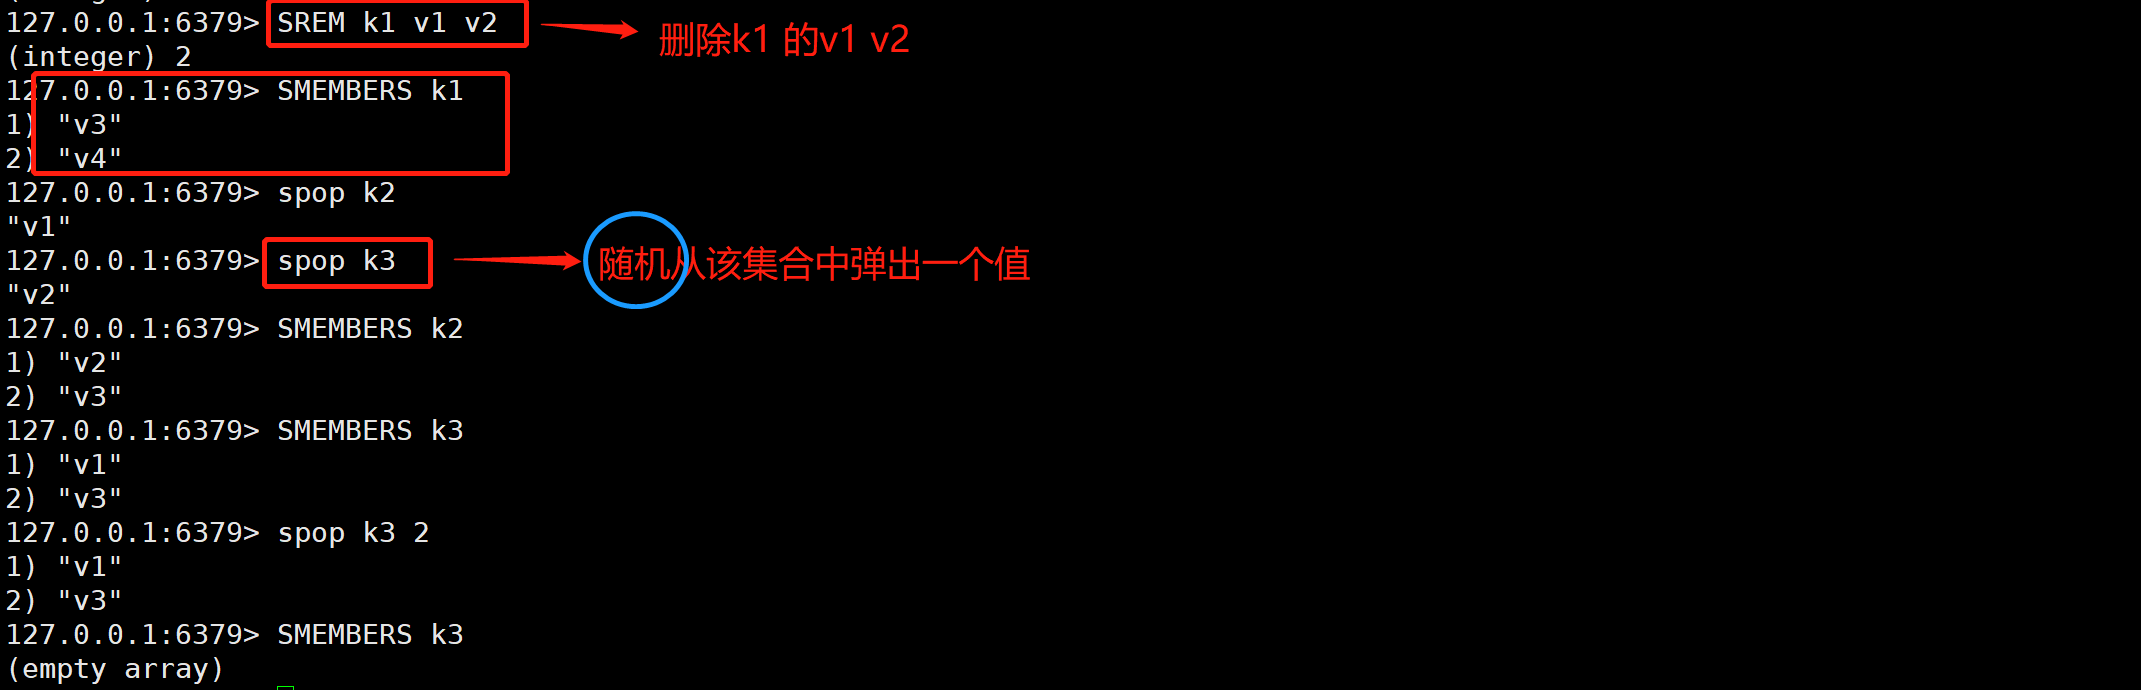 127.0.0.1:6379> SREM k1 v1 v2
删除k1 的v1 v2
(integer) 2
127.0.0.1:6379> SMEMBERS k1
1) "v3"
2) "v4"
127.0.0.1:6379> spop k2
"v1"
127.0.0.1:6379> spop k3
随机从该集合中弹出一个值
"v2"
127.0.0.1:6379> SMEMBERS k2
1) "v2"
2) "v3"
127.0.0.1:6379> SMEMBERS k3
1) "v1"
2) "v3"
127.0.0.1:6379> spop k3 2
1) "v1"
2) "v3"
127.0.0.1:6379> SMEMBERS k3
(empty array)